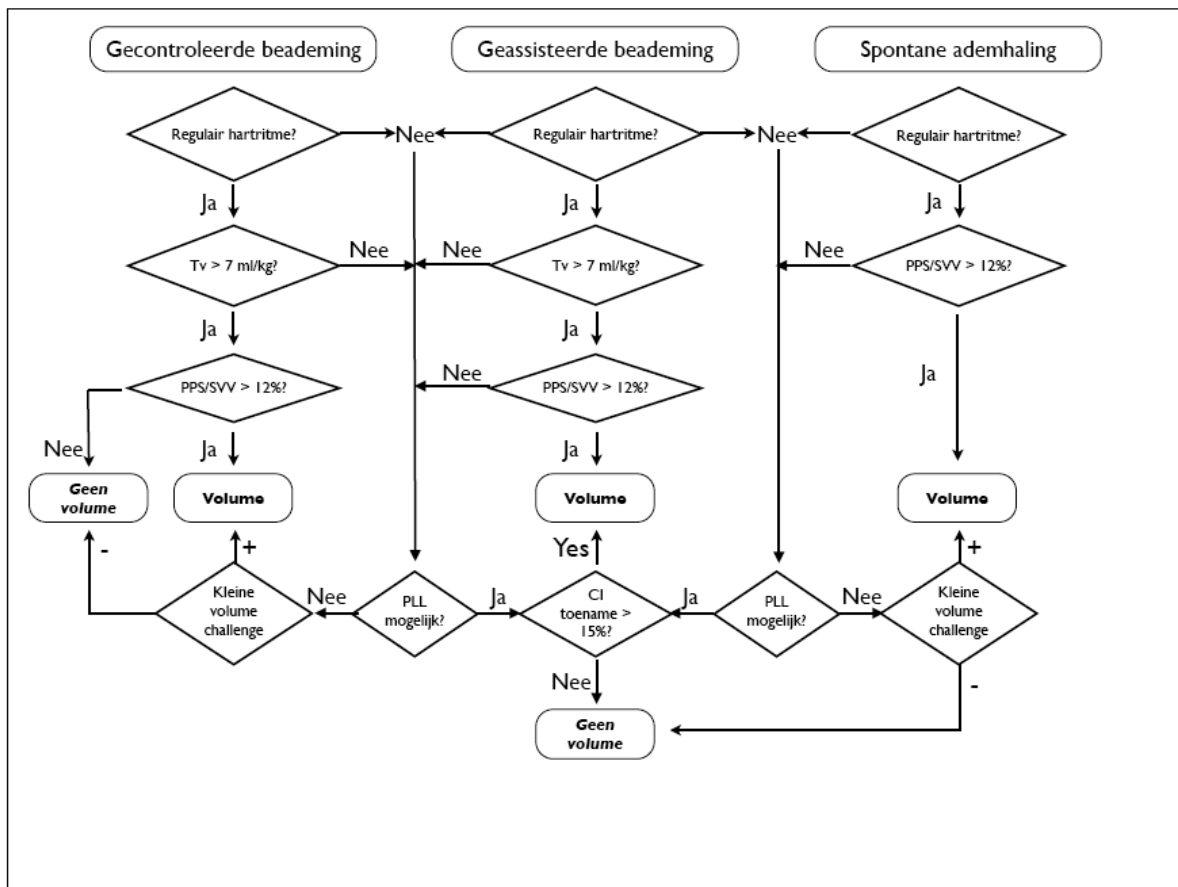 Gecontroleerde beademing
Geassisteerde beademing
Spontane ademhaling
Regulair hartritme?
Nee
Regulair hartritme?
Nee
Regulair hartritme?
Ja
Ja
Ja
Tv > 7 ml/kg?
Nee
Nee
Tv > 7 ml/kg?
Nee
PPS/SVV > 12%?
Ja
Ja
PPS/SVV > 12%?
Nee
PPS/SVV > 12%?
Ja
Nee
Ja
Ja
Geen
volume
Volume
Volume
Volume
-
+
Yes
+
Kleine
volume
challenge
Nee
PLL
mogelijk?
Ja
CI
toename >
15%?
Ja
PLL
mogelijk?
Nee
Kleine
volume
challenge
Nee
-
Geen
volume